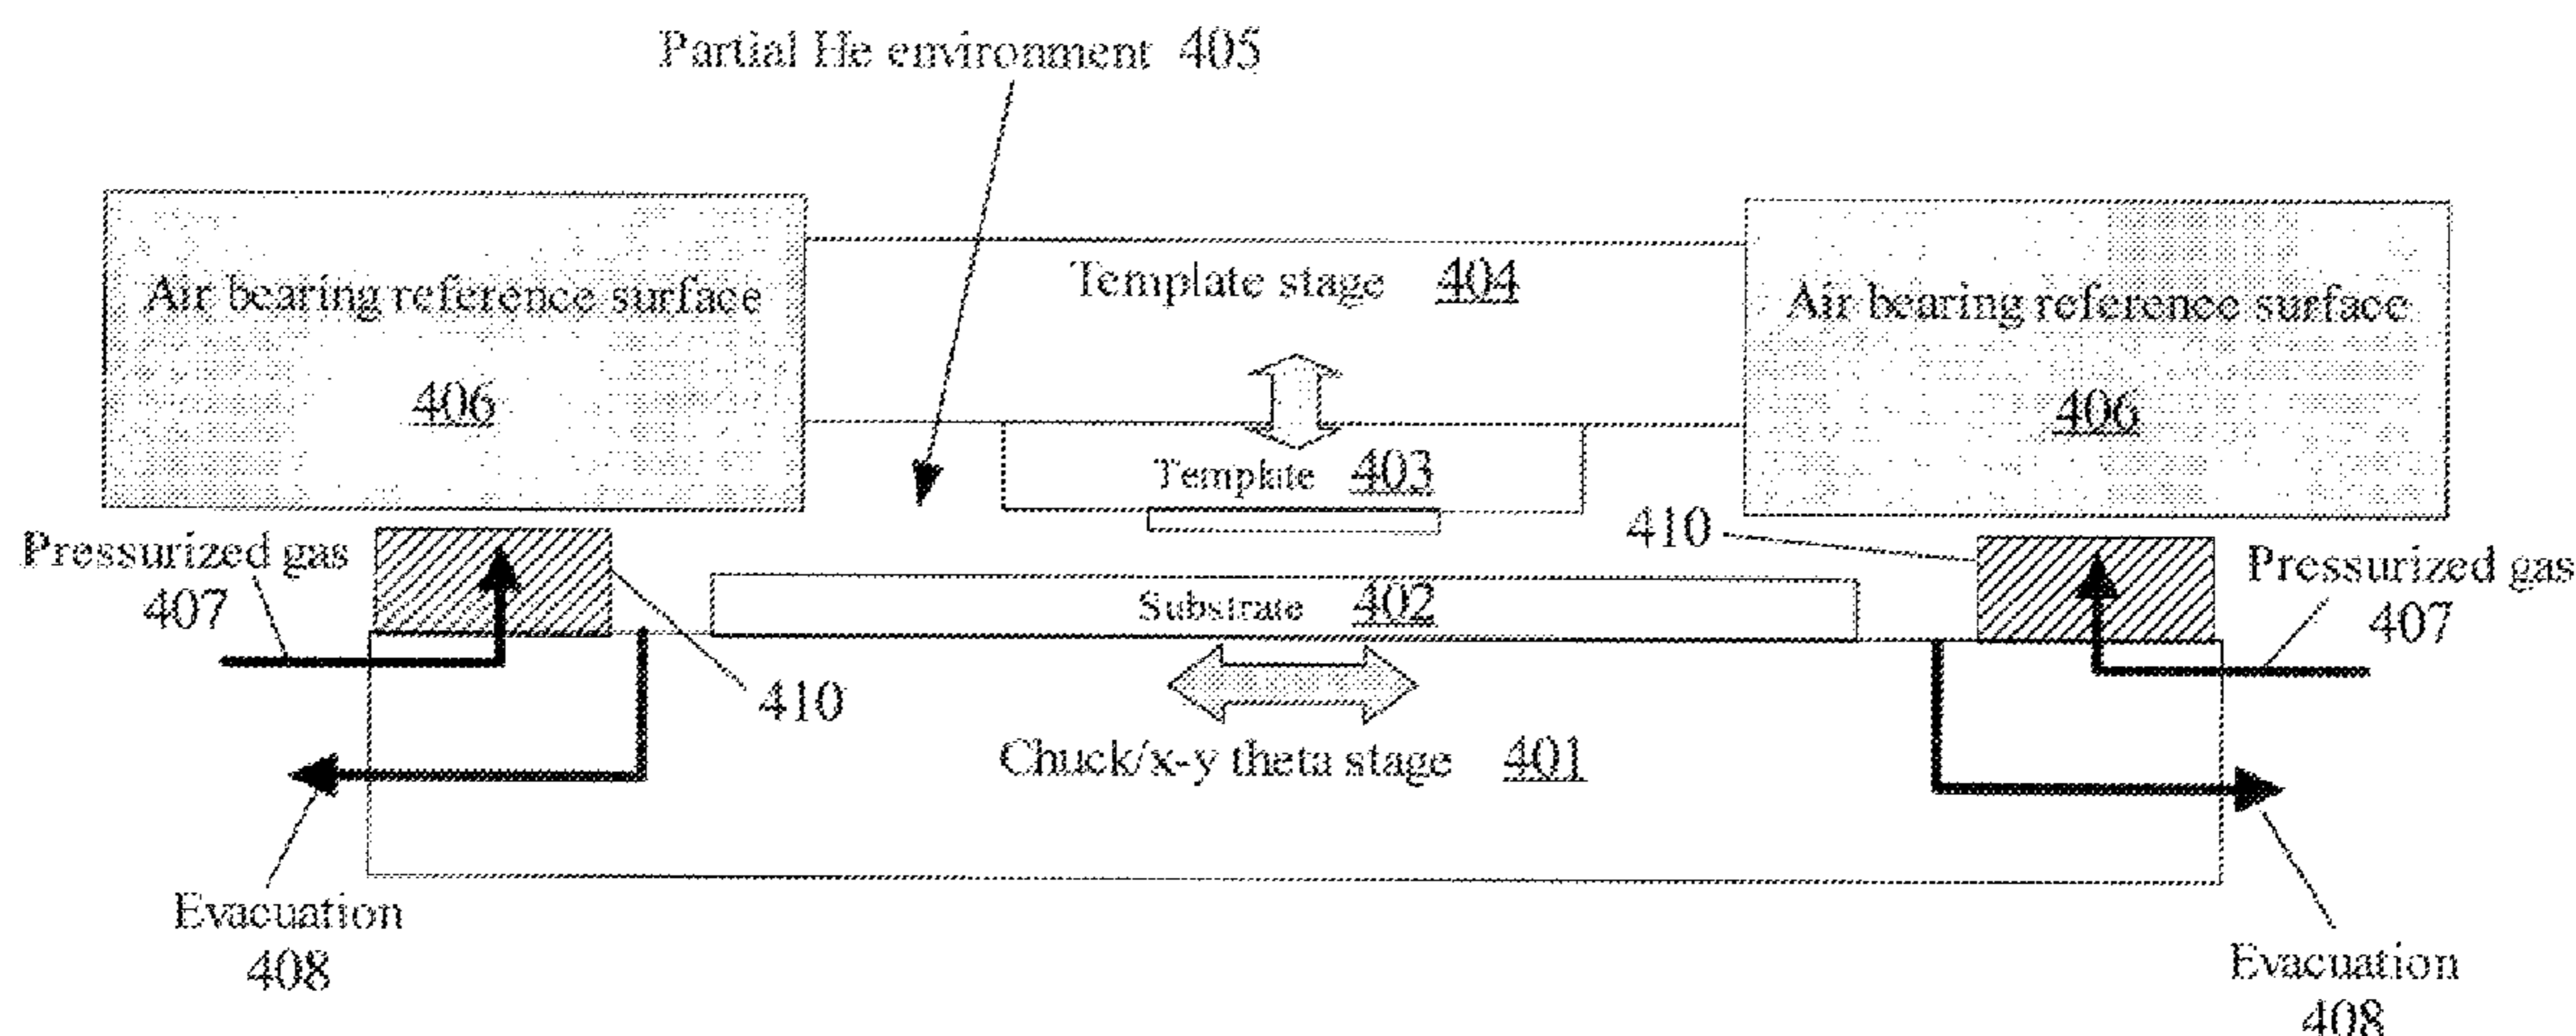 Partial He environment 405
Template stage 404
Air bearing reference surface
406
Air bearing reference surface
406
Template 403
410
Pressurized gas
407
Pressurized gas
407
Substrate 402
410
Chuck/x-y theta stage 401
Evacuation
408
Evacuation
408